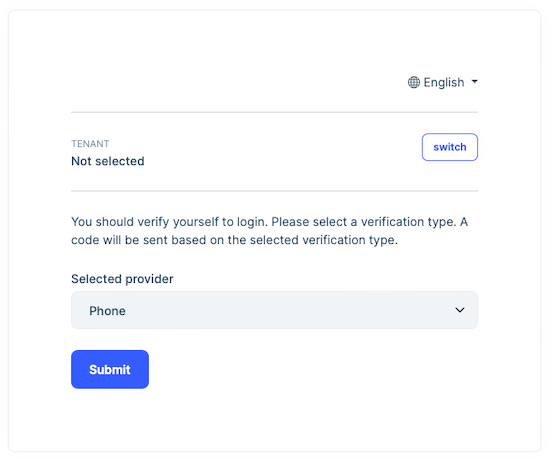 English
TENANT
Not selected
switch
You should verify yourself to login. Please select a verification type. A
code will be sent based on the selected verification type.
Selected provider
Phone
Submit